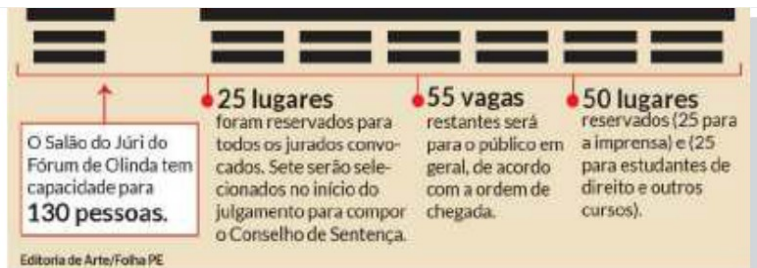 O Salão do Júri do
Fórum de Olinda tem
capacidade para
130 pessoas.
25 lugares
foram reservados para
todos os jurados convo-
cados. Sete serão sele-
cionados no início do
julgamento para compor
o Conselho de Sentença.
55 vagas
restantes será
para o público em
geral, de acordo
com a ordem de
chegada.
50 lugares
reservados (25 para
a imprensa) e (25
para estudantes de
direito e outros
cursos).
Editoria de Arte/Folha PE